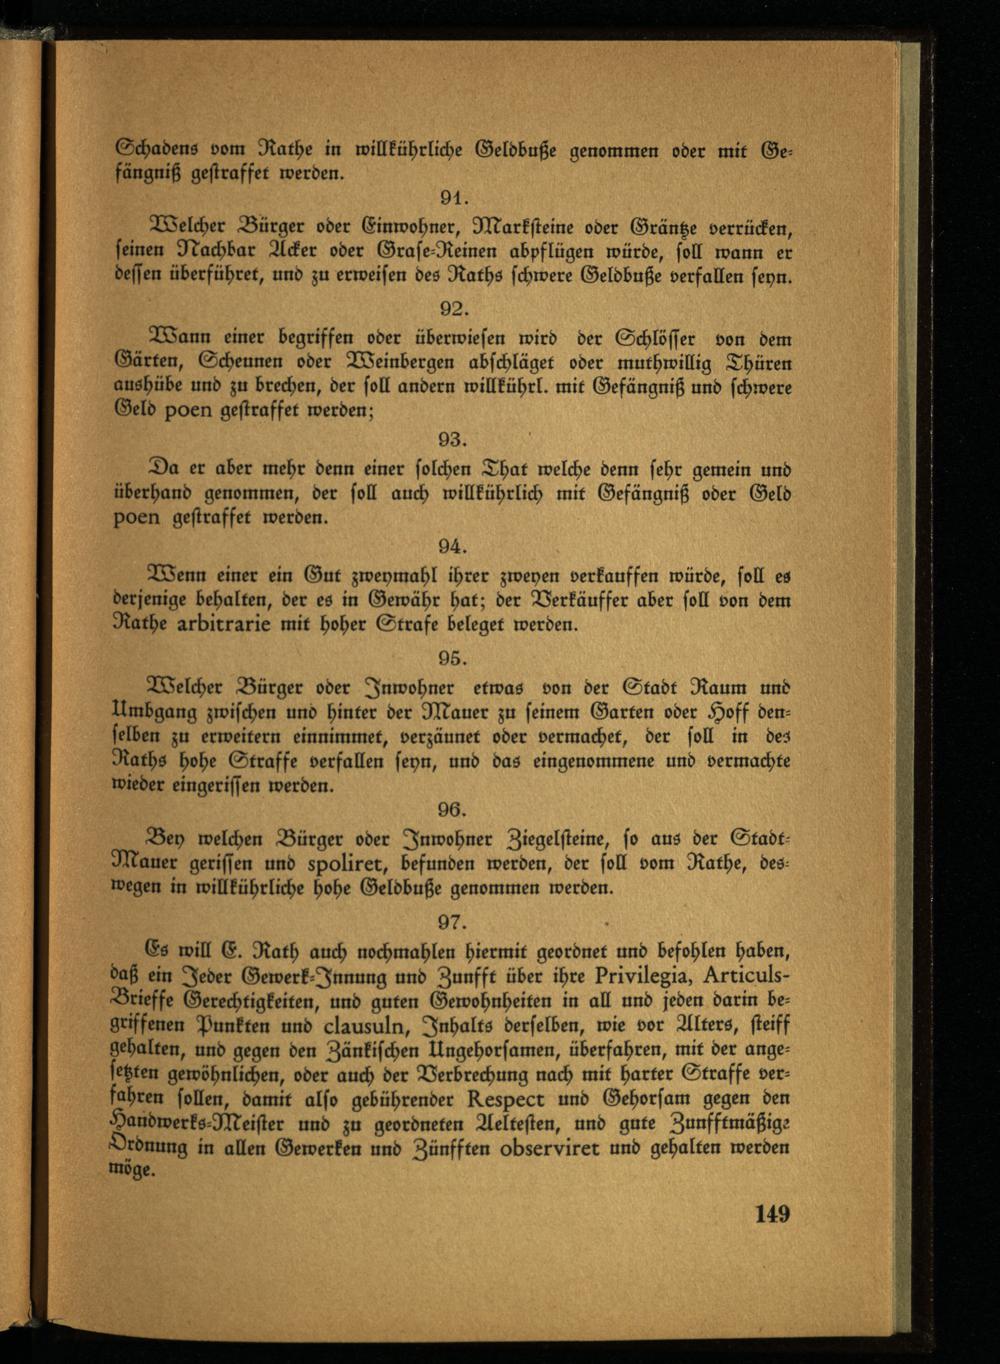 Schadens vom Rathe in willkührliche Geldbuße genommen oder mit Ge-
fängniß gestraffet werden.
91.
Welcher Bürger oder Einwohner, Marksteine oder Gräntze verrücken,
seinen Nachbar Acker oder Grase-Reinen abpflügen würde, soll wann er
dessen überführet, und zu erweisen des Raths schwere Geldbuße verfallen seyn.
92.
Wann einer begriffen oder überwiesen wird der Schlösser von dem
Gärten, Scheunen oder Weinbergen abschläget oder muthwillig Thüren
aushübe und zu brechen, der soll andern willkührl. mit Gefängniß und schwere
Geld poen gestraffet werden;
93.
Da er aber mehr denn einer solchen That welche denn sehr gemein und
überhand genommen, der soll auch willkührlich mit Gefängniß oder Geld
poen gestraffet werden.
94.
Wenn einer ein Gut zweymahl ihrer zweyen verkauffen würde, soll es
derjenige behalten, der es in Gewähr hat; der Verkäuffer aber soll von dem
Rathe arbitrarie mit hoher Strafe beleget werden.
95.
Welcher Bürger oder Inwohner etwas von der Stadt Raum und
Umbgang zwischen und hinter der Mauer zu seinem Garten oder Hoff den-
selben zu erweitern einnimmet, verzäunet oder vermachet, der soll in des
Raths hohe Straffe verfallen seyn, und das eingenommene und vermachte
wieder eingerissen werden.
96.
Bey welchen Bürger oder Inwohner Ziegelsteine, so aus der Stadt-
Mauer gerissen und spoliret, befunden werden, der soll vom Rathe, des-
wegen in willkührliche hohe Geldbuße genommen werden.
97.
Es will E. Rath auch nochmahlen hiermit geordnet und befohlen haben,
daß ein Jeder Gewerk-Innung und Zunfft über ihre Privilegia, Articuls-
Brieffe Gerechtigkeiten, und guten Gewohnheiten in all und jeden darin be-
griffenen Punkten und clausuln, Inhalts derselben, wie vor Alters, steiff
gehalten, und gegen den Zänkischen Ungehorsamen, überfahren, mit der ange-
setzten gewöhnlichen, oder auch der Verbrechung nach mit harter Straffe ver-
fahren sollen, damit also gebührender Respect und Gehorsam gegen den
Handwerks-Meister und zu geordneten Aeltesten, und gute Zunfftmäßige
Ordnung in allen Gewerken und Zünfften observiret und gehalten werden
möge.
149